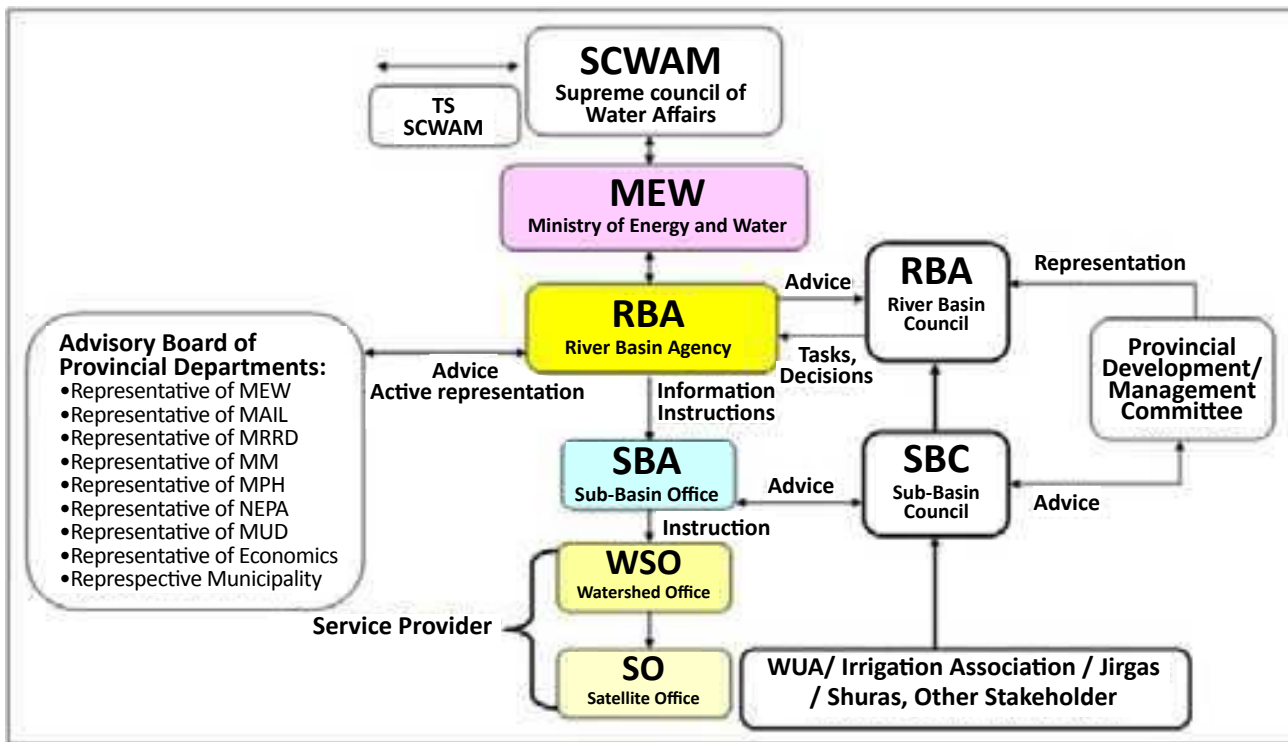 SCWAM
Supreme council of
Water Affairs
TS
SCWAM
MEW
Ministry of Energy and Water
RBA
River Basin Agency
Advice
Tasks,
Decisions
RBA
River Basin
Council
Representation
Provincial
Development/
Management
Committee
Advisory Board of
Provincial Departments:
•Representative of MEW
•Representative of MAIL
•Representative of MRRD
•Representative of MM
•Representative of MPH
•Representative of NEPA
•Representative of MUD
•Representative of Economics
•Represpective Municipality
Advice
Active representation
Information
Instructions
SBA
Sub-Basin Office
Advice
SBC
Sub-Basin
Council
Advice
Instruction
WSO
Watershed Office
Service Provider
SO
Satellite Office
WUA/ Irrigation Association / Jirgas
/ Shuras, Other Stakeholder